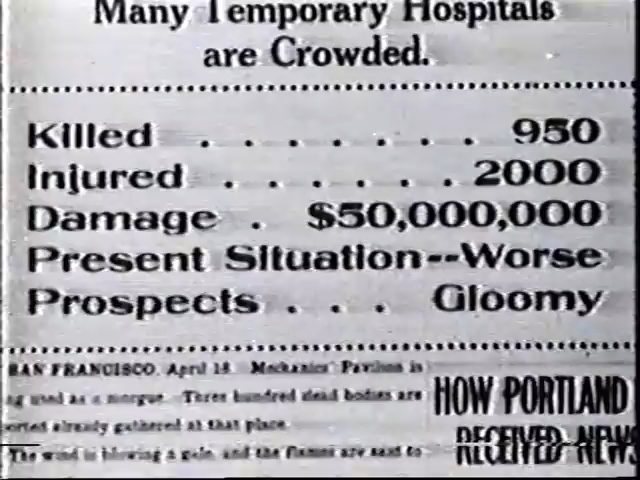 Many Temporary Hospitals
are Crowded.
Killed . . . . . . . 950
Injured . . . . . . 2000
Damage . $50,000,000
Present Situation--Worse
Prospects . . . Gloomy
SAN FRANCISCO, April 18. Mechanics' Pavilion is
ng used as a morgue. Three hundred dead bodies are
orted already gathered at that place.
The wind is blowing a gale, and the flames are said to
HOW PORTLAND
RECEIVED NEWS